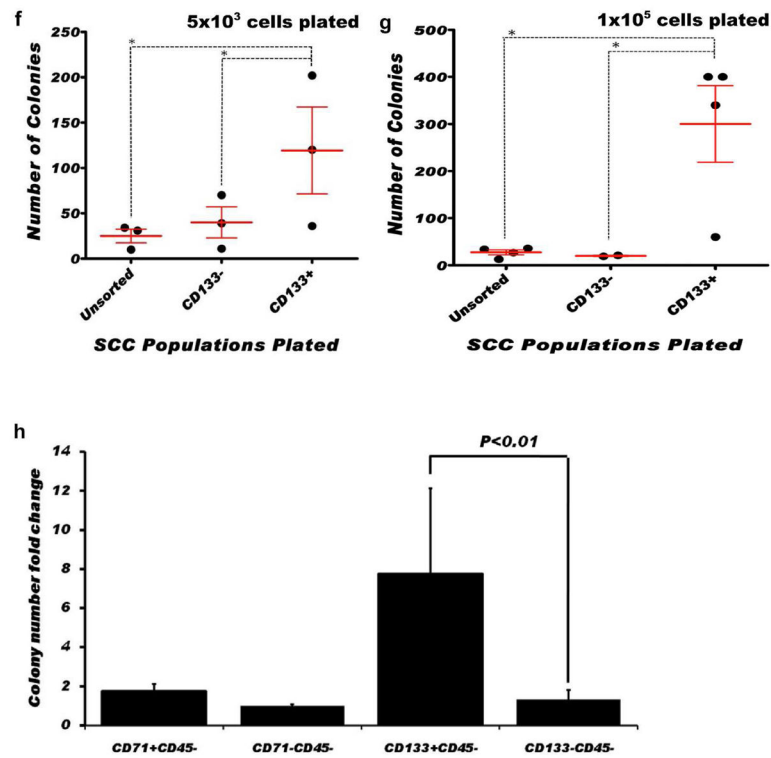 f
5x10³ cells plated
Number of Colonies
250
200
150
100
50
0
*
*
Unsorted
CD133-
CD133+
SCC Populations Plated
g
1x10⁵ cells plated
Number of Colonies
500
400
300
200
100
0
*
*
Unsorted
CD133-
CD133+
SCC Populations Plated
h
Colony number fold change
14
12
10
8
6
4
2
0
P<0.01
CD71+CD45-
CD71-CD45-
CD133+CD45-
CD133-CD45-